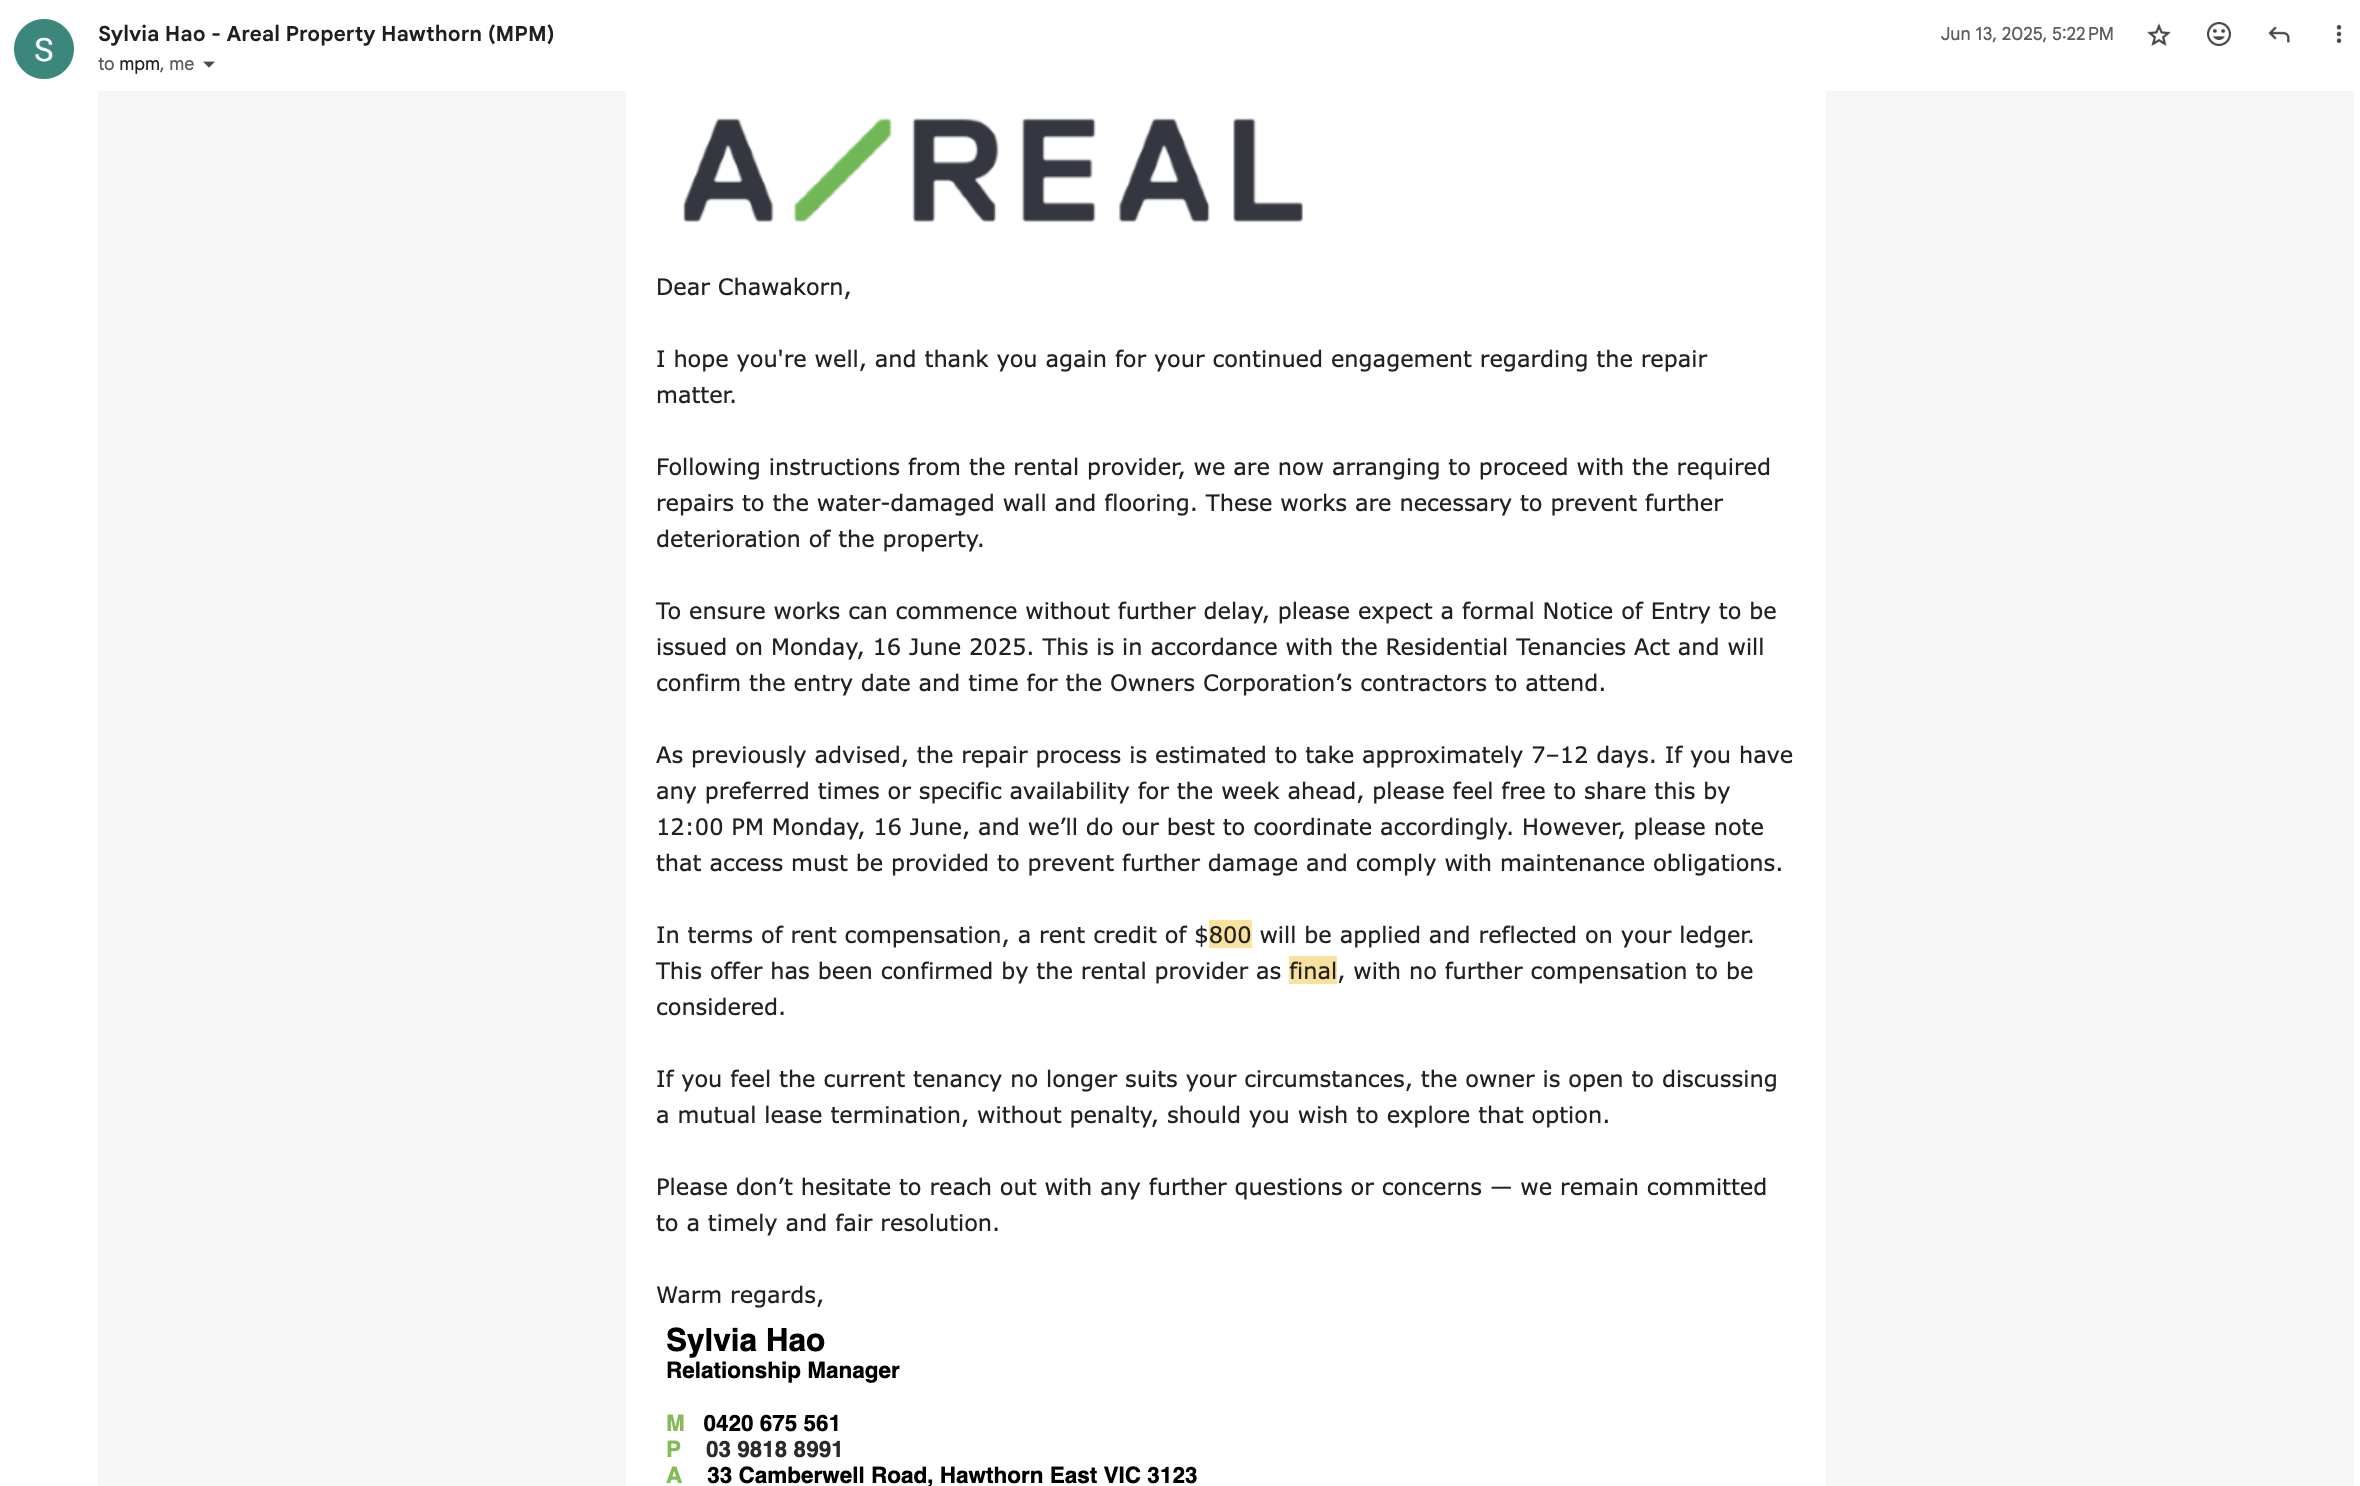 S
Sylvia Hao - Areal Property Hawthorn (MPM)
Jun 13, 2025, 5:22 PM
to mpm, me
A/REAL
Dear Chawakorn,
I hope you're well, and thank you again for your continued engagement regarding the repair
matter.
Following instructions from the rental provider, we are now arranging to proceed with the required
repairs to the water-damaged wall and flooring. These works are necessary to prevent further
deterioration of the property.
To ensure works can commence without further delay, please expect a formal Notice of Entry to be
issued on Monday, 16 June 2025. This is in accordance with the Residential Tenancies Act and will
confirm the entry date and time for the Owners Corporation’s contractors to attend.
As previously advised, the repair process is estimated to take approximately 7–12 days. If you have
any preferred times or specific availability for the week ahead, please feel free to share this by
12:00 PM Monday, 16 June, and we’ll do our best to coordinate accordingly. However, please note
that access must be provided to prevent further damage and comply with maintenance obligations.
In terms of rent compensation, a rent credit of $800 will be applied and reflected on your ledger.
This offer has been confirmed by the rental provider as final, with no further compensation to be
considered.
If you feel the current tenancy no longer suits your circumstances, the owner is open to discussing
a mutual lease termination, without penalty, should you wish to explore that option.
Please don’t hesitate to reach out with any further questions or concerns — we remain committed
to a timely and fair resolution.
Warm regards,
Sylvia Hao
Relationship Manager
M 0420 675 561
P 03 9818 8991
A 33 Camberwell Road, Hawthorn East VIC 3123